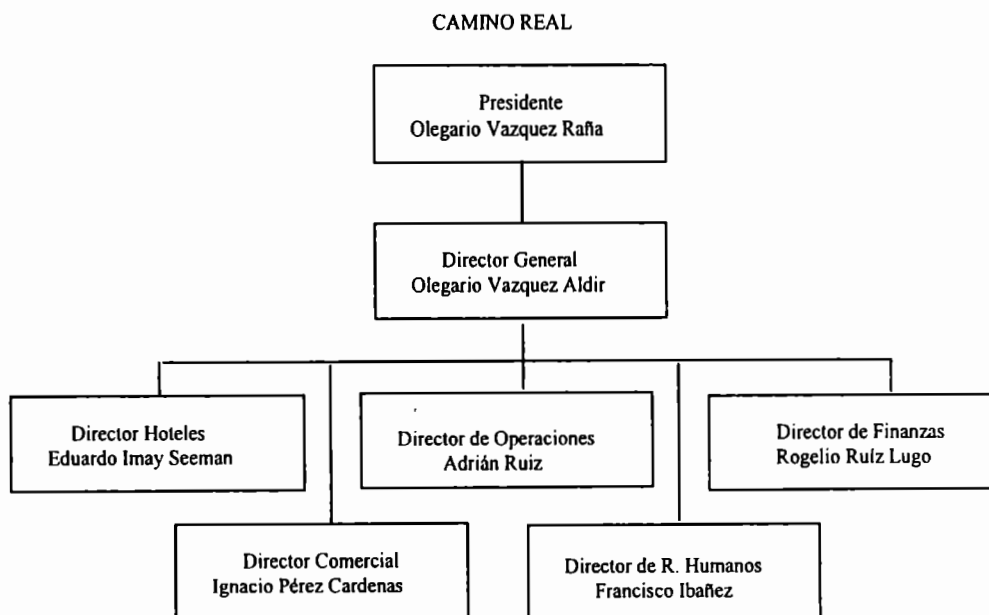 CAMINO REAL
Presidente
Olegario Vazquez Raña
Director General
Olegario Vazquez Aldir
Director Hoteles
Eduardo Imay Seeman
Director de Operaciones
Adrián Ruiz
Director de Finanzas
Rogelio Ruíz Lugo
Director Comercial
Ignacio Pérez Cardenas
Director de R. Humanos
Francisco Ibañez